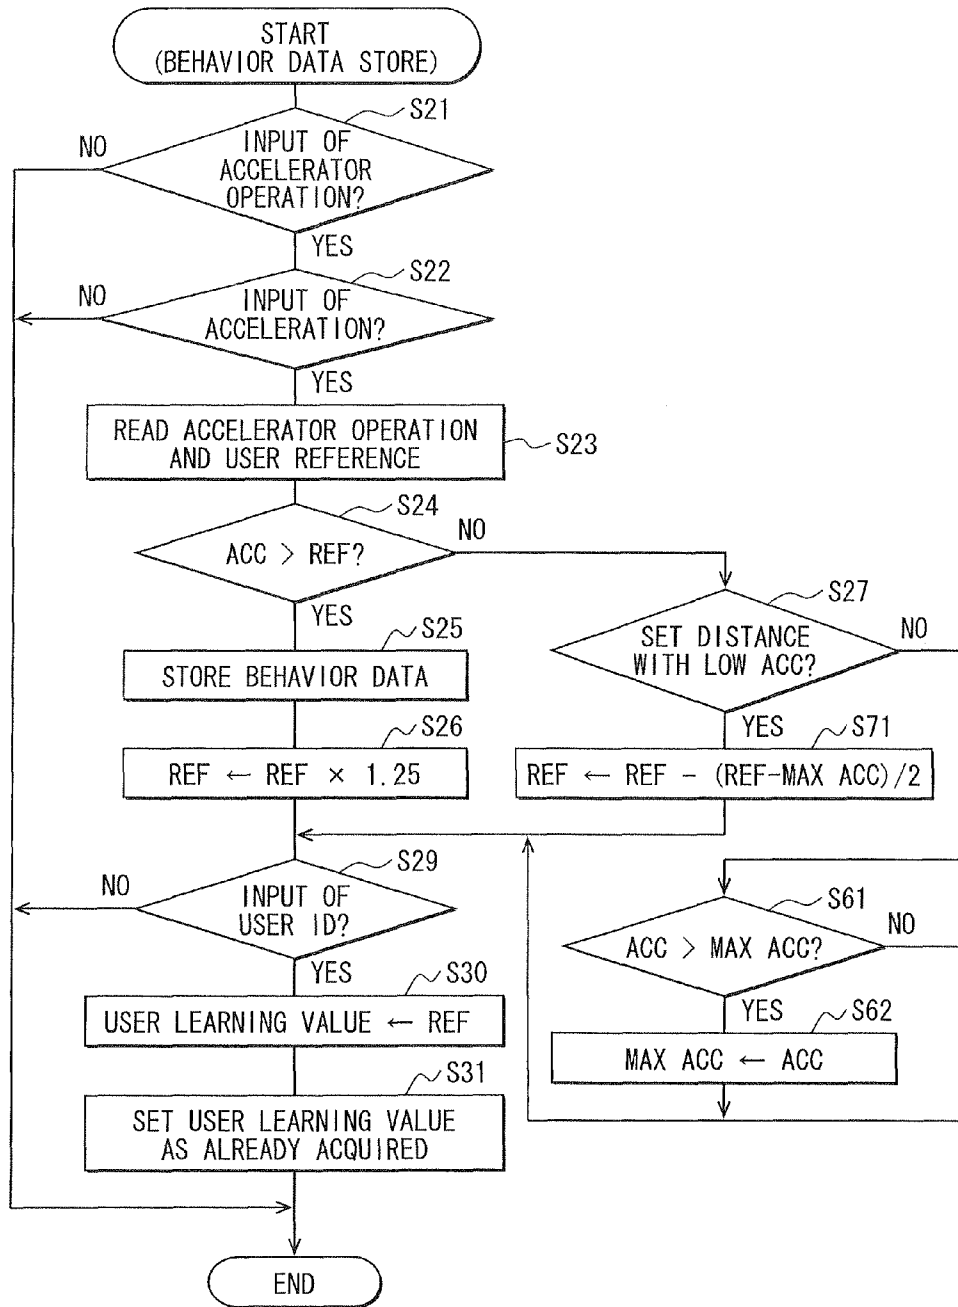 START
(BEHAVIOR DATA STORE)
S21
NO
INPUT OF
ACCELERATOR
OPERATION?
YES
S22
NO
INPUT OF
ACCELERATION?
YES
READ ACCELERATOR OPERATION
AND USER REFERENCE
S23
S24
ACC > REF?
NO
YES
S27
SET DISTANCE
WITH LOW ACC?
NO
YES
S25
STORE BEHAVIOR DATA
S26
REF ← REF × 1.25
S71
REF ← REF - (REF-MAX ACC)/2
S29
NO
INPUT OF
USER ID?
YES
S61
ACC > MAX ACC?
NO
YES
S30
USER LEARNING VALUE ← REF
S62
MAX ACC ← ACC
S31
SET USER LEARNING VALUE
AS ALREADY ACQUIRED
END